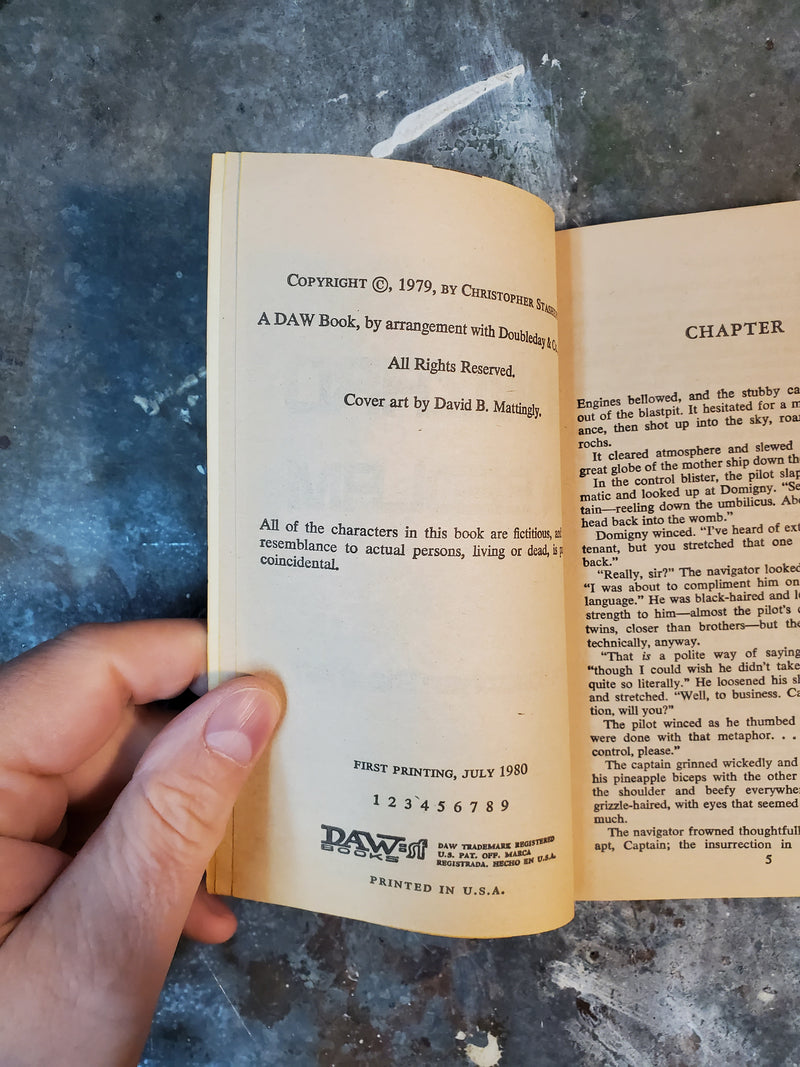 COPYRIGHT ©, 1979, BY CHRISTOPHER
A DAW Book, by arrangement with Doubleday &
All Rights Reserved.
Cover art by David B. Mattingly.
All of the characters in this book are fictitious,
resemblance to actual persons, living or dead, is
coincidental.
FIRST PRINTING, JULY 1980
1 2 3 4 5 6 7 8 9
DAW sf
BOOKS
DAW TRADEMARK REGISTERED
U.S. PAT. OFF. MARCA
REGISTRADA. HECHO EN U.S.A.
PRINTED IN U.S.A.
CHAPTER
Engines bellowed, and the stubby
out of the blastpit. It hesitated for a
ance, then shot up into the sky,
rochs.
It cleared atmosphere and slewed
great globe of the mother ship down
In the control blister, the pilot
matic and looked up at Domigny.
tain—reeling down the umbilicus.
head back into the womb.”
Domigny winced. “I've heard of
tenant, but you stretched that one
back.”
“Really, sir?” The navigator looked
“I was about to compliment him on
language.” He was black-haired and
strength to him—almost the pilot's
twins, closer than brothers—but
technically, anyway.
“That is a polite way of saying
“though I could wish he didn't take
quite so literally.” He loosened his
and stretched. “Well, to business.
tion, will you?”
The pilot winced as he thumbed
were done with that metaphor. . .
control, please.”
The captain grinned wickedly and
his pineapple biceps with the other
the shoulder and beefy
grizzle-haired, with eyes that seemed
much.
The navigator frowned
apt, Captain; the insurrection in
5